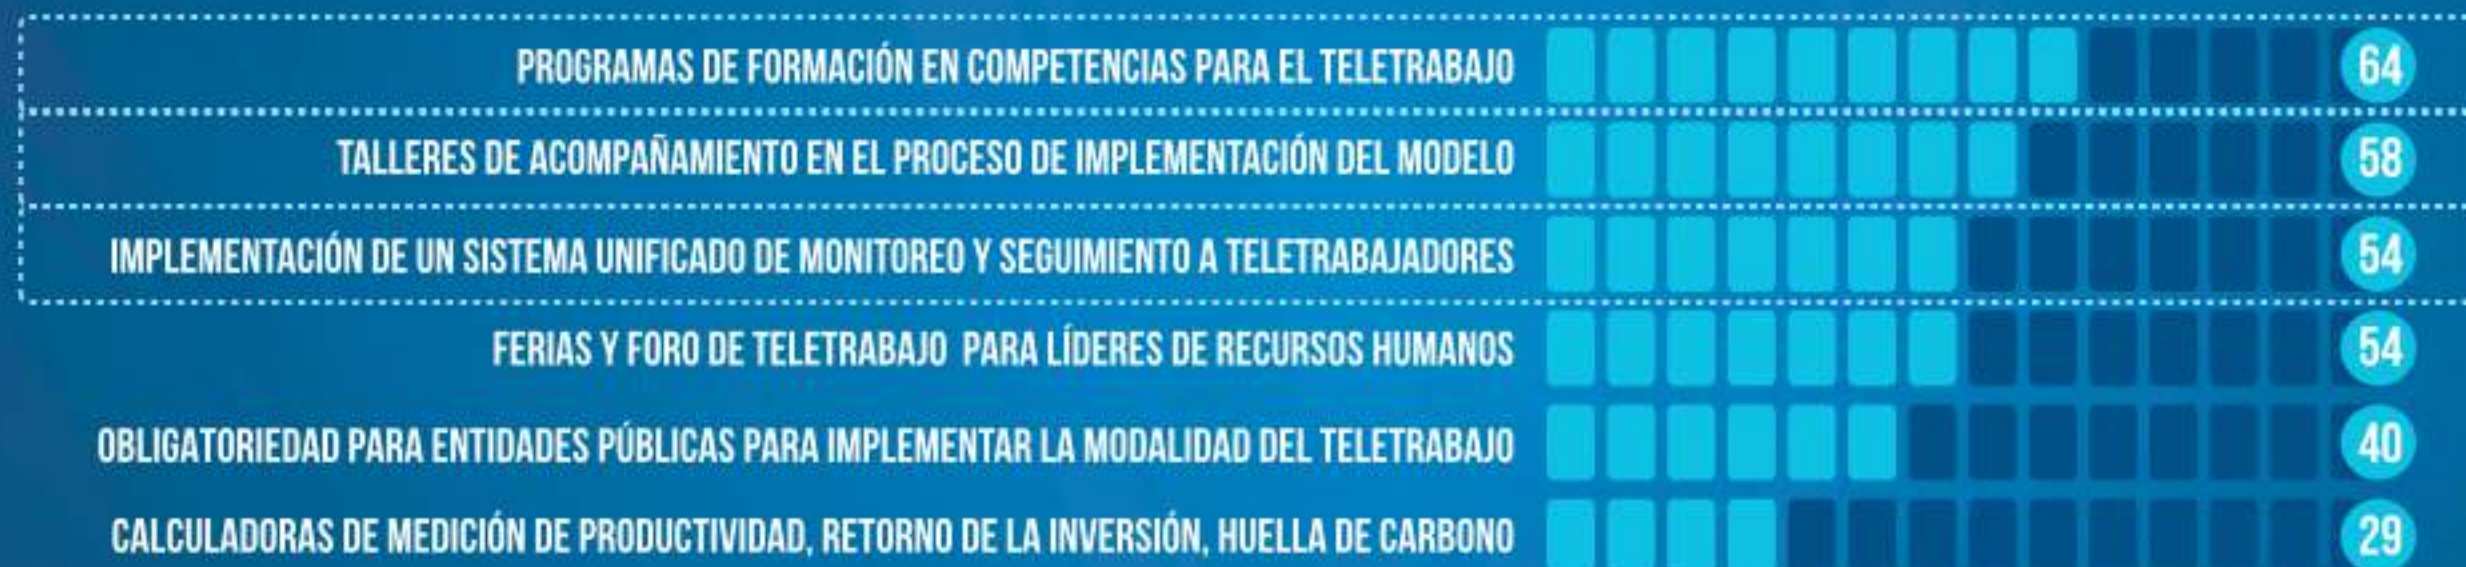 PROGRAMAS DE FORMACIÓN EN COMPETENCIAS PARA EL TELETRABAJO 64
TALLERES DE ACOMPAÑAMIENTO EN EL PROCESO DE IMPLEMENTACIÓN DEL MODELO 58
IMPLEMENTACIÓN DE UN SISTEMA UNIFICADO DE MONITOREO Y SEGUIMIENTO A TELETRABAJADORES 54
FERIAS Y FORO DE TELETRABAJO PARA LÍDERES DE RECURSOS HUMANOS 54
OBLIGATORIEDAD PARA ENTIDADES PÚBLICAS PARA IMPLEMENTAR LA MODALIDAD DEL TELETRABAJO 40
CALCULADORAS DE MEDICIÓN DE PRODUCTIVIDAD, RETORNO DE LA INVERSIÓN, HUELLA DE CARBONO 29